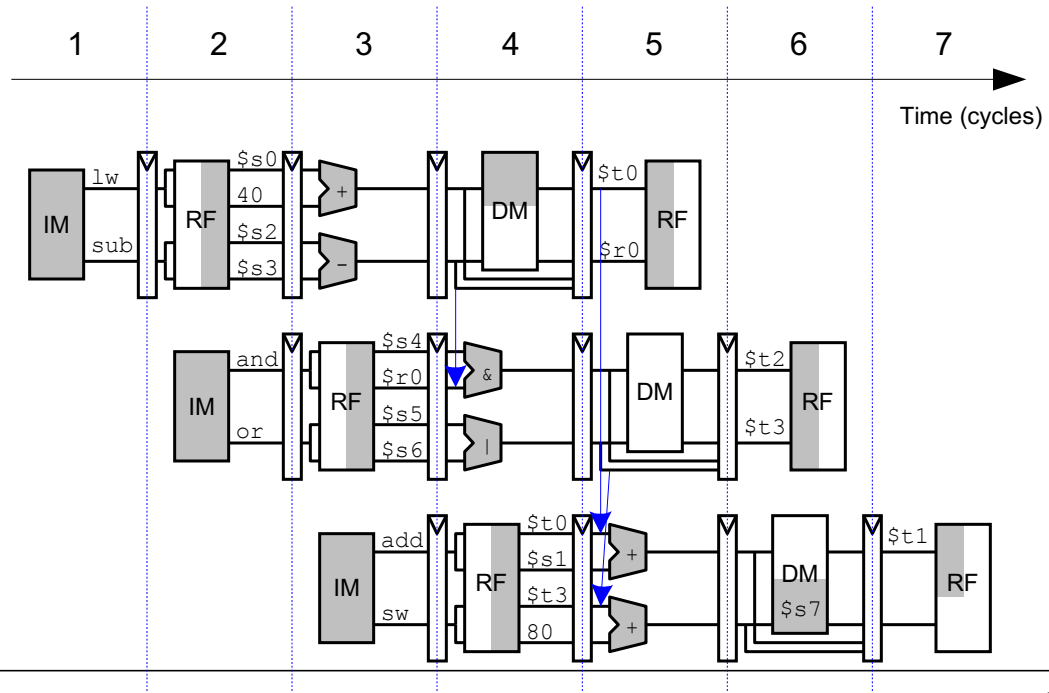 1 2 3 4 5 6 7
Time (cycles)
IM
lw
sub
RF
$s0
40
$s2
$s3
+
-
DM
$t0
$r0
RF
IM
and
or
RF
$s4
$r0
$s5
$s6
&
|
DM
$t2
$t3
RF
IM
add
sw
RF
$t0
$s1
$t3
80
+
+
DM
$s7
$t1
RF